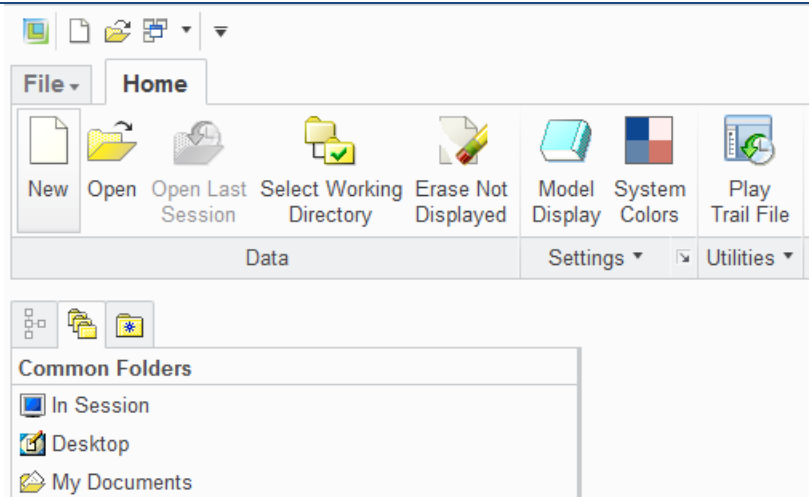 File Home
New Open Open Last Session Select Working Directory Erase Not Displayed Model Display System Colors Play Trail File
Data Settings Utilities
Common Folders
In Session
Desktop
My Documents